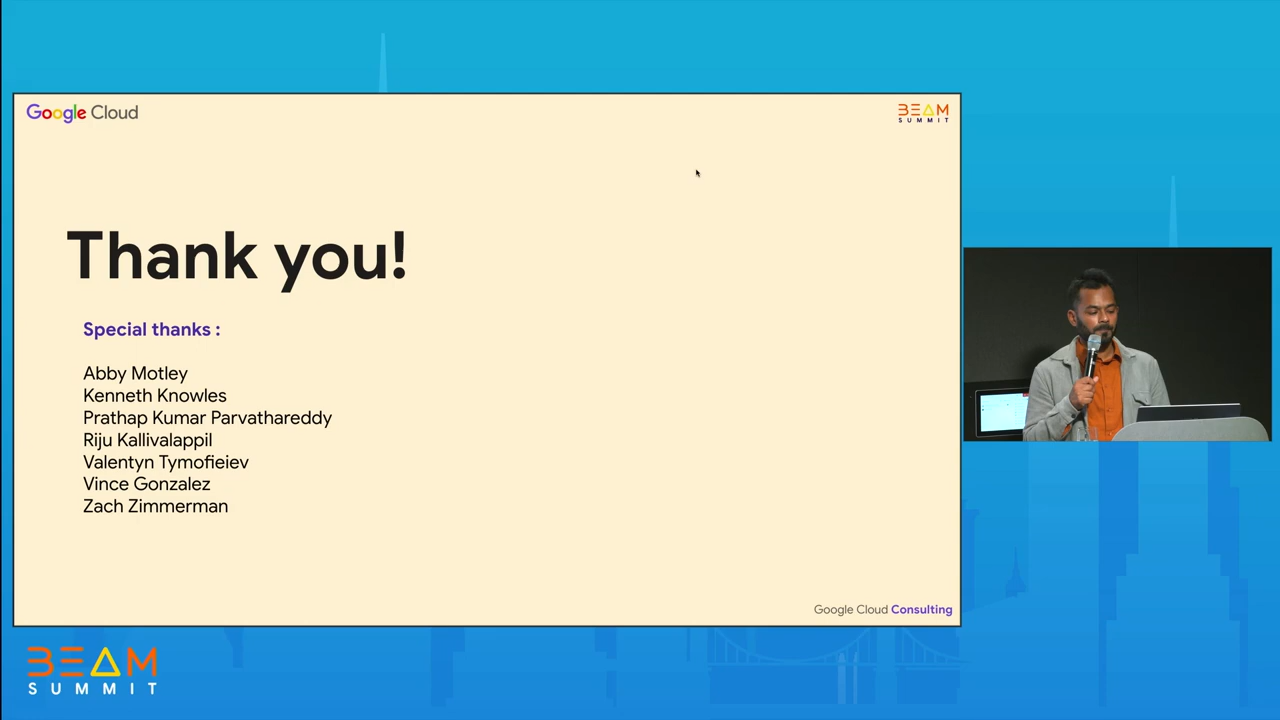 Google Cloud
BEAM
SUMMIT
Thank you!
Special thanks :
Abby Motley
Kenneth Knowles
Prathap Kumar Parvathareddy
Riju Kallivalappil
Valentyn Tymofieiev
Vince Gonzalez
Zach Zimmerman
Google Cloud Consulting
BEAM
SUMMIT